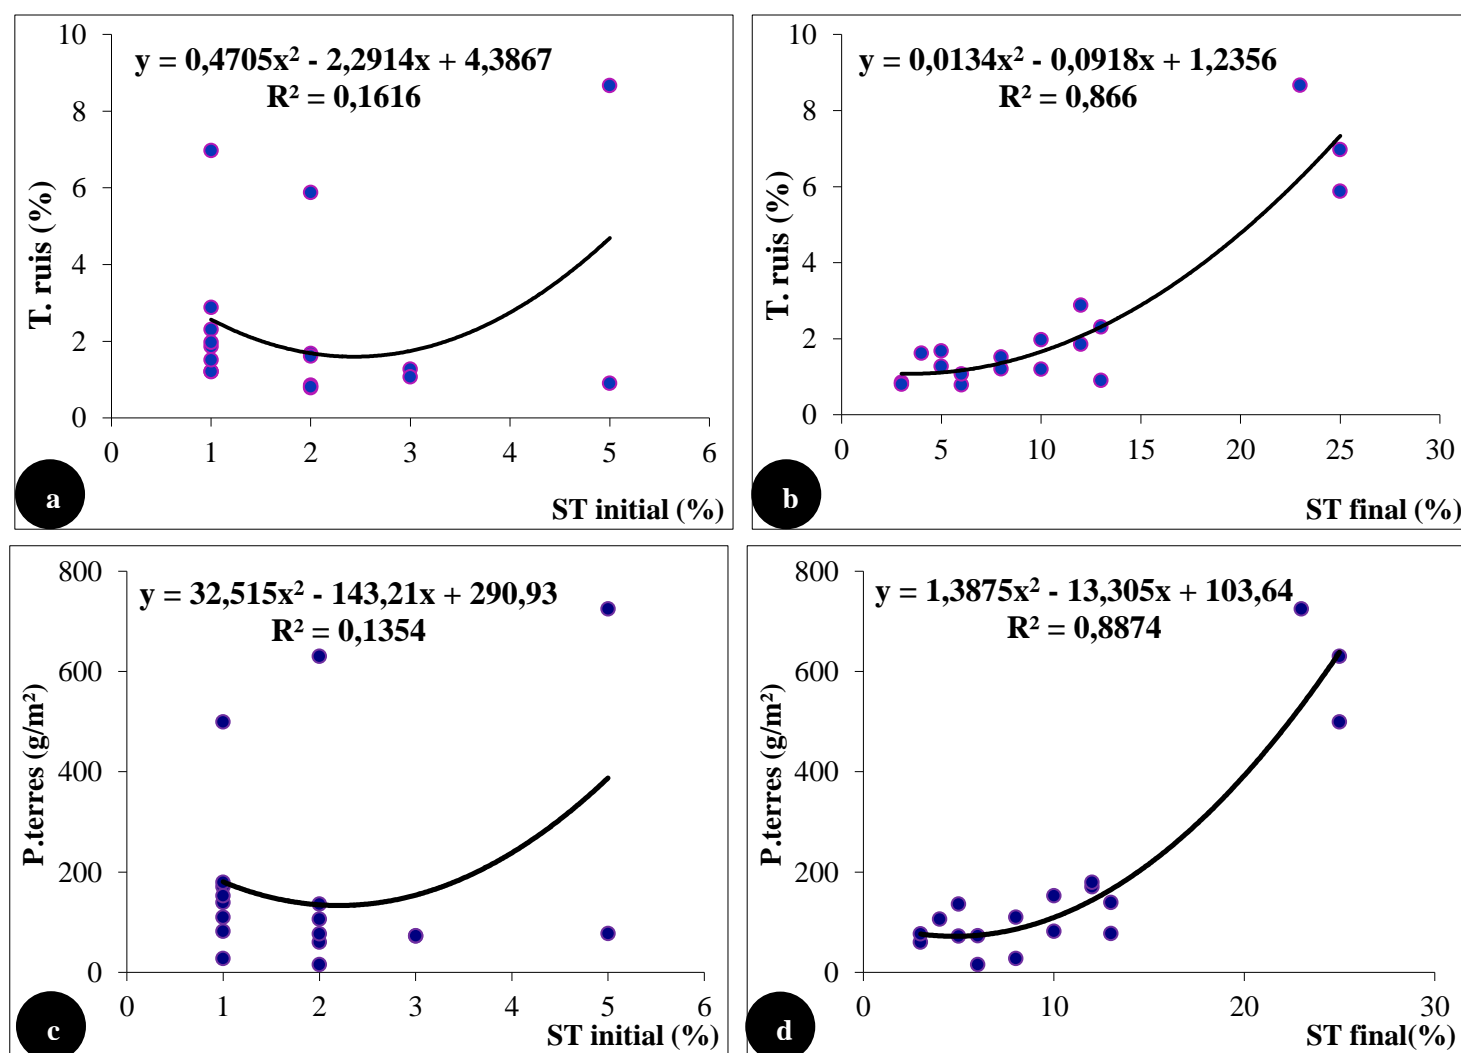 y = 0,4705x² - 2,2914x + 4,3867
R² = 0,1616
T. ruis (%)
10
8
6
4
2
0
0 1 2 3 4 5 6
ST initial (%)
a
y = 0,0134x² - 0,0918x + 1,2356
R² = 0,866
T. ruis (%)
10
8
6
4
2
0
0 5 10 15 20 25 30
ST final (%)
b
y = 32,515x² - 143,21x + 290,93
R² = 0,1354
P.terres (g/m²)
800
600
400
200
0
0 1 2 3 4 5 6
ST initial (%)
c
y = 1,3875x² - 13,305x + 103,64
R² = 0,8874
P.terres (g/m²)
800
600
400
200
0
0 10 20 30
ST final(%)
d